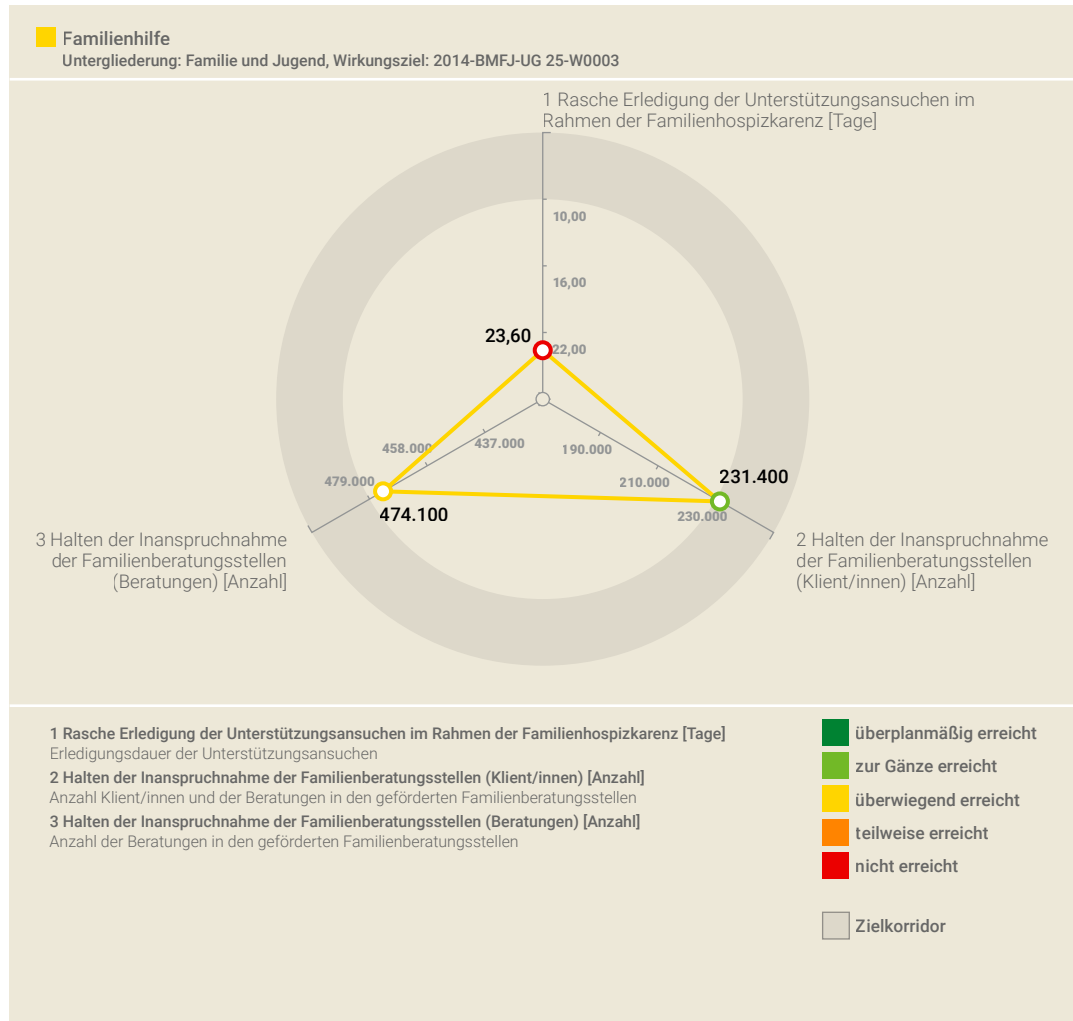 Familienhilfe
Untergliederung: Familie und Jugend, Wirkungsziel: 2014-BMFJ-UG 25-W0003
1 Rasche Erledigung der Unterstützungsansuchen im
Rahmen der Familienhospizkarenz [Tage]
10,00
16,00
23,60
22,00
458.000
437.000
190.000
479.000
210.000
231.400
474.100
230.000
3 Halten der Inanspruchnahme
der Familienberatungsstellen
(Beratungen) [Anzahl]
2 Halten der Inanspruchnahme
der Familienberatungsstellen
(Klient/innen) [Anzahl]
1 Rasche Erledigung der Unterstützungsansuchen im Rahmen der Familienhospizkarenz [Tage]
Erledigungsdauer der Unterstützungsansuchen
2 Halten der Inanspruchnahme der Familienberatungsstellen (Klient/innen) [Anzahl]
Anzahl Klient/innen und der Beratungen in den geförderten Familienberatungsstellen
3 Halten der Inanspruchnahme der Familienberatungsstellen (Beratungen) [Anzahl]
Anzahl der Beratungen in den geförderten Familienberatungsstellen
überplanmäßig erreicht
zur Gänze erreicht
überwiegend erreicht
teilweise erreicht
nicht erreicht
Zielkorridor